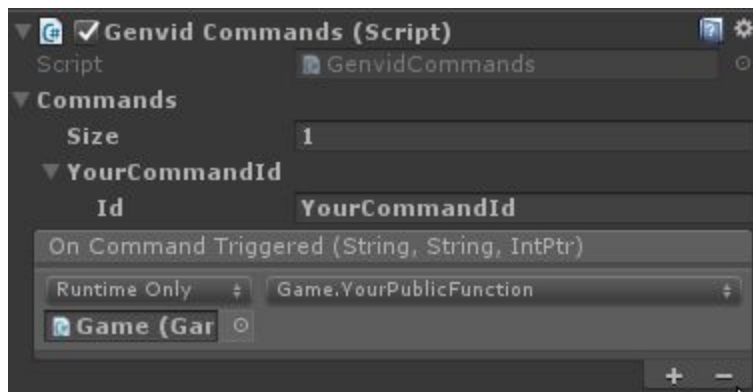 Genvid Commands (Script)
Script GenvidCommands
Commands
Size 1
YourCommandId
Id YourCommandId
On Command Triggered (String, String, IntPtr)
Runtime Only Game.YourPublicFunction
Game (Gar